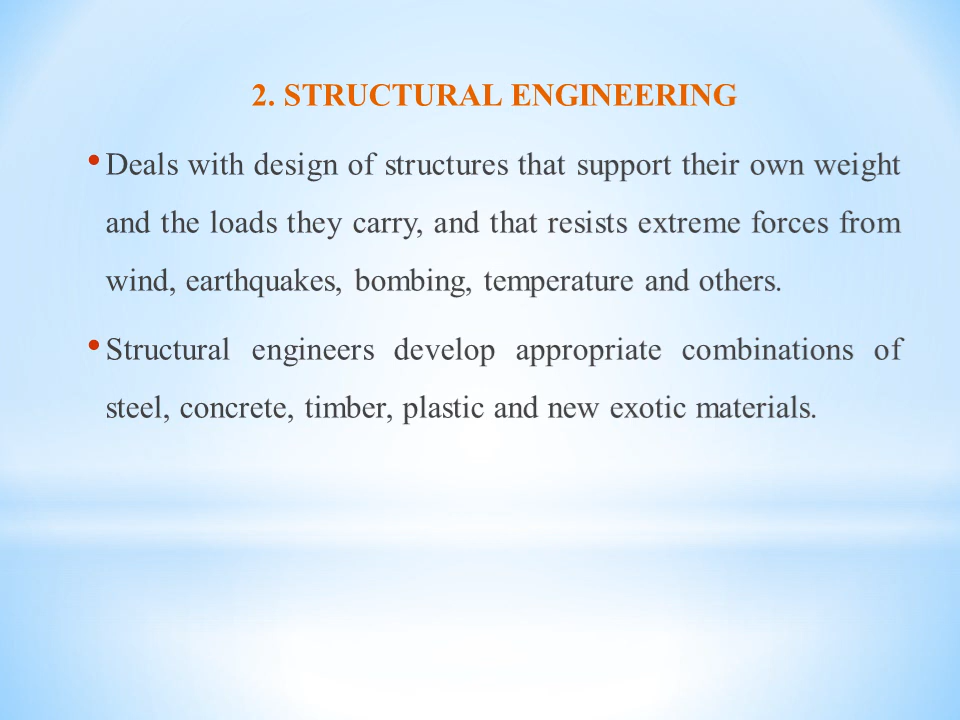 2. STRUCTURAL ENGINEERING
• Deals with design of structures that support their own weight
and the loads they carry, and that resists extreme forces from
wind, earthquakes, bombing, temperature and others.
• Structural engineers develop appropriate combinations of
steel, concrete, timber, plastic and new exotic materials.